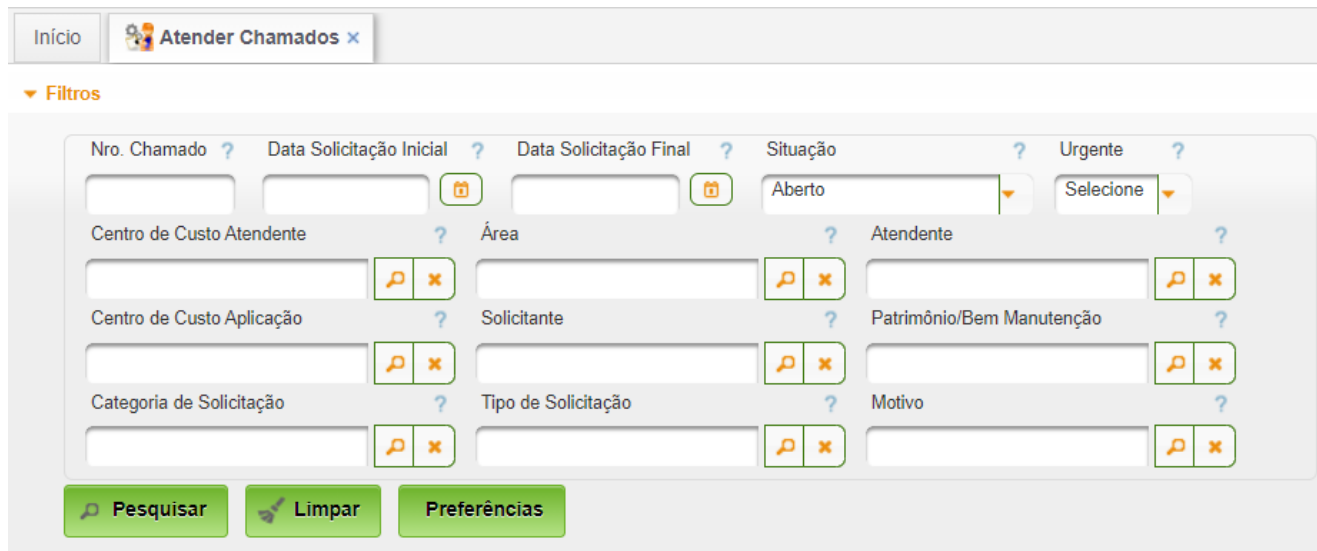 Início Atender Chamados ×
Filtros
Nro. Chamado ? Data Solicitação Inicial ? Data Solicitação Final ? Situação ? Urgente ?
Aberto Selecione
Centro de Custo Atendente ? Área ? Atendente ?
Centro de Custo Aplicação ? Solicitante ? Patrimônio/Bem Manutenção ?
Categoria de Solicitação ? Tipo de Solicitação ? Motivo ?
Pesquisar Limpar Preferências